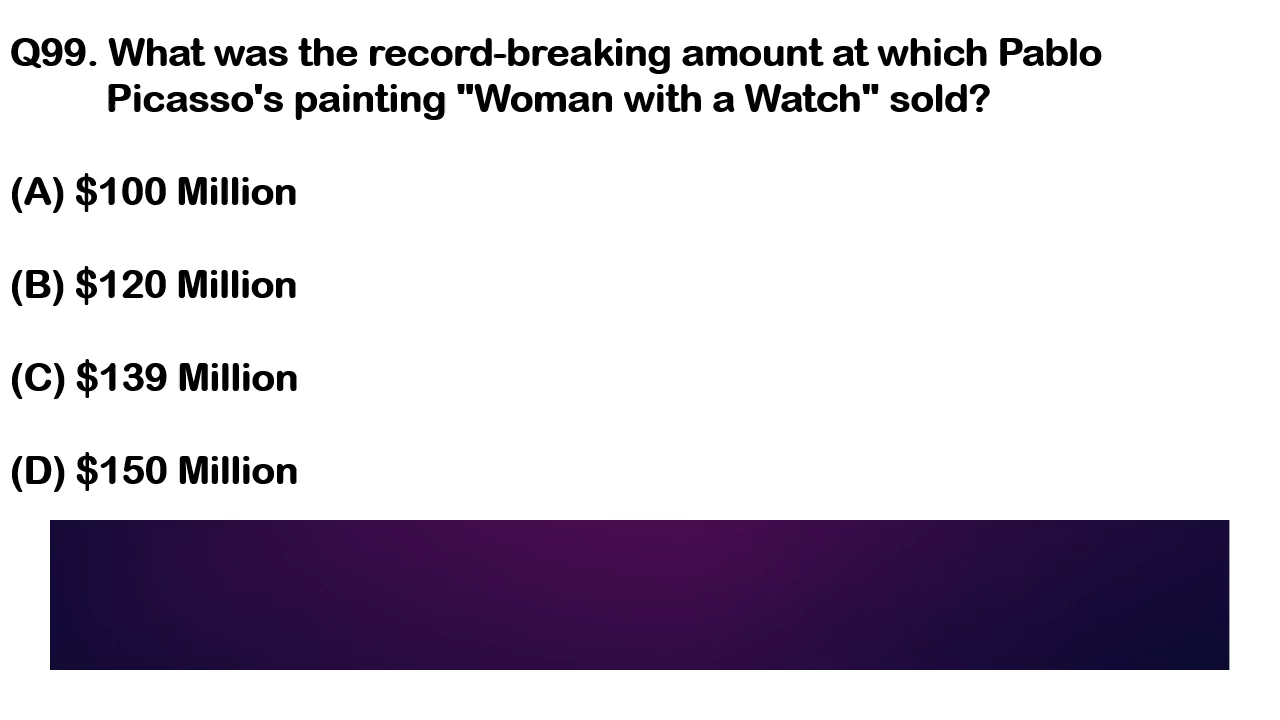 Q99. What was the record-breaking amount at which Pablo
Picasso's painting "Woman with a Watch" sold?
(A) $100 Million
(B) $120 Million
(C) $139 Million
(D) $150 Million